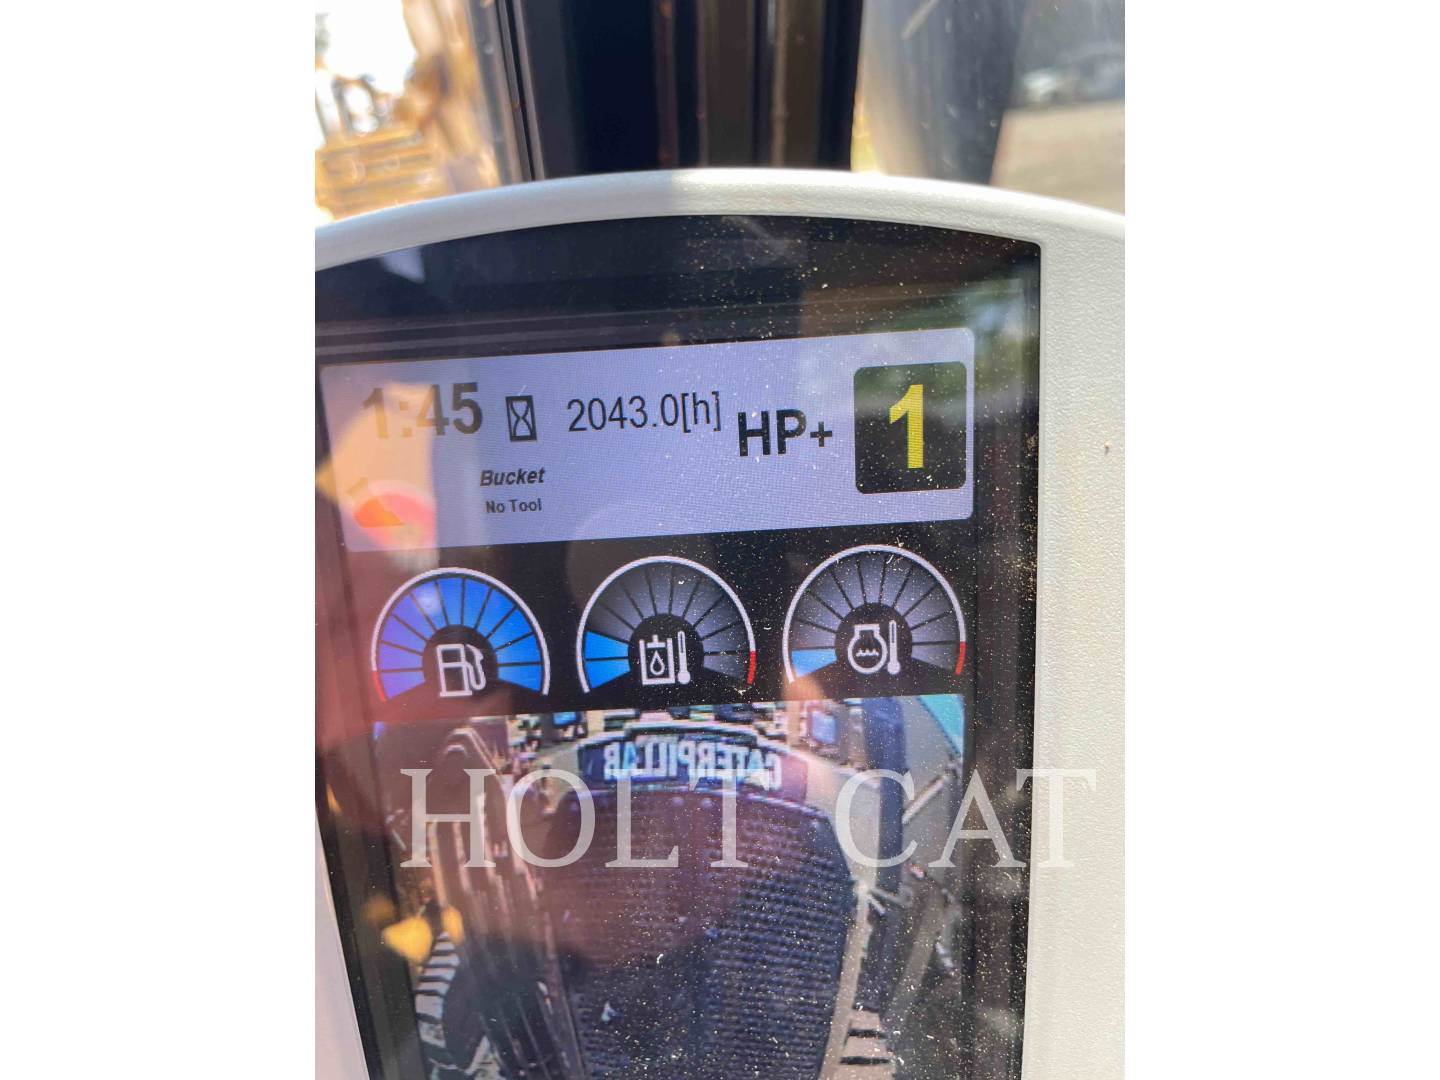 1:45 2043.0[h] HP+ 1
Bucket
No Tool
CATERPILLAR
HOLT CAT